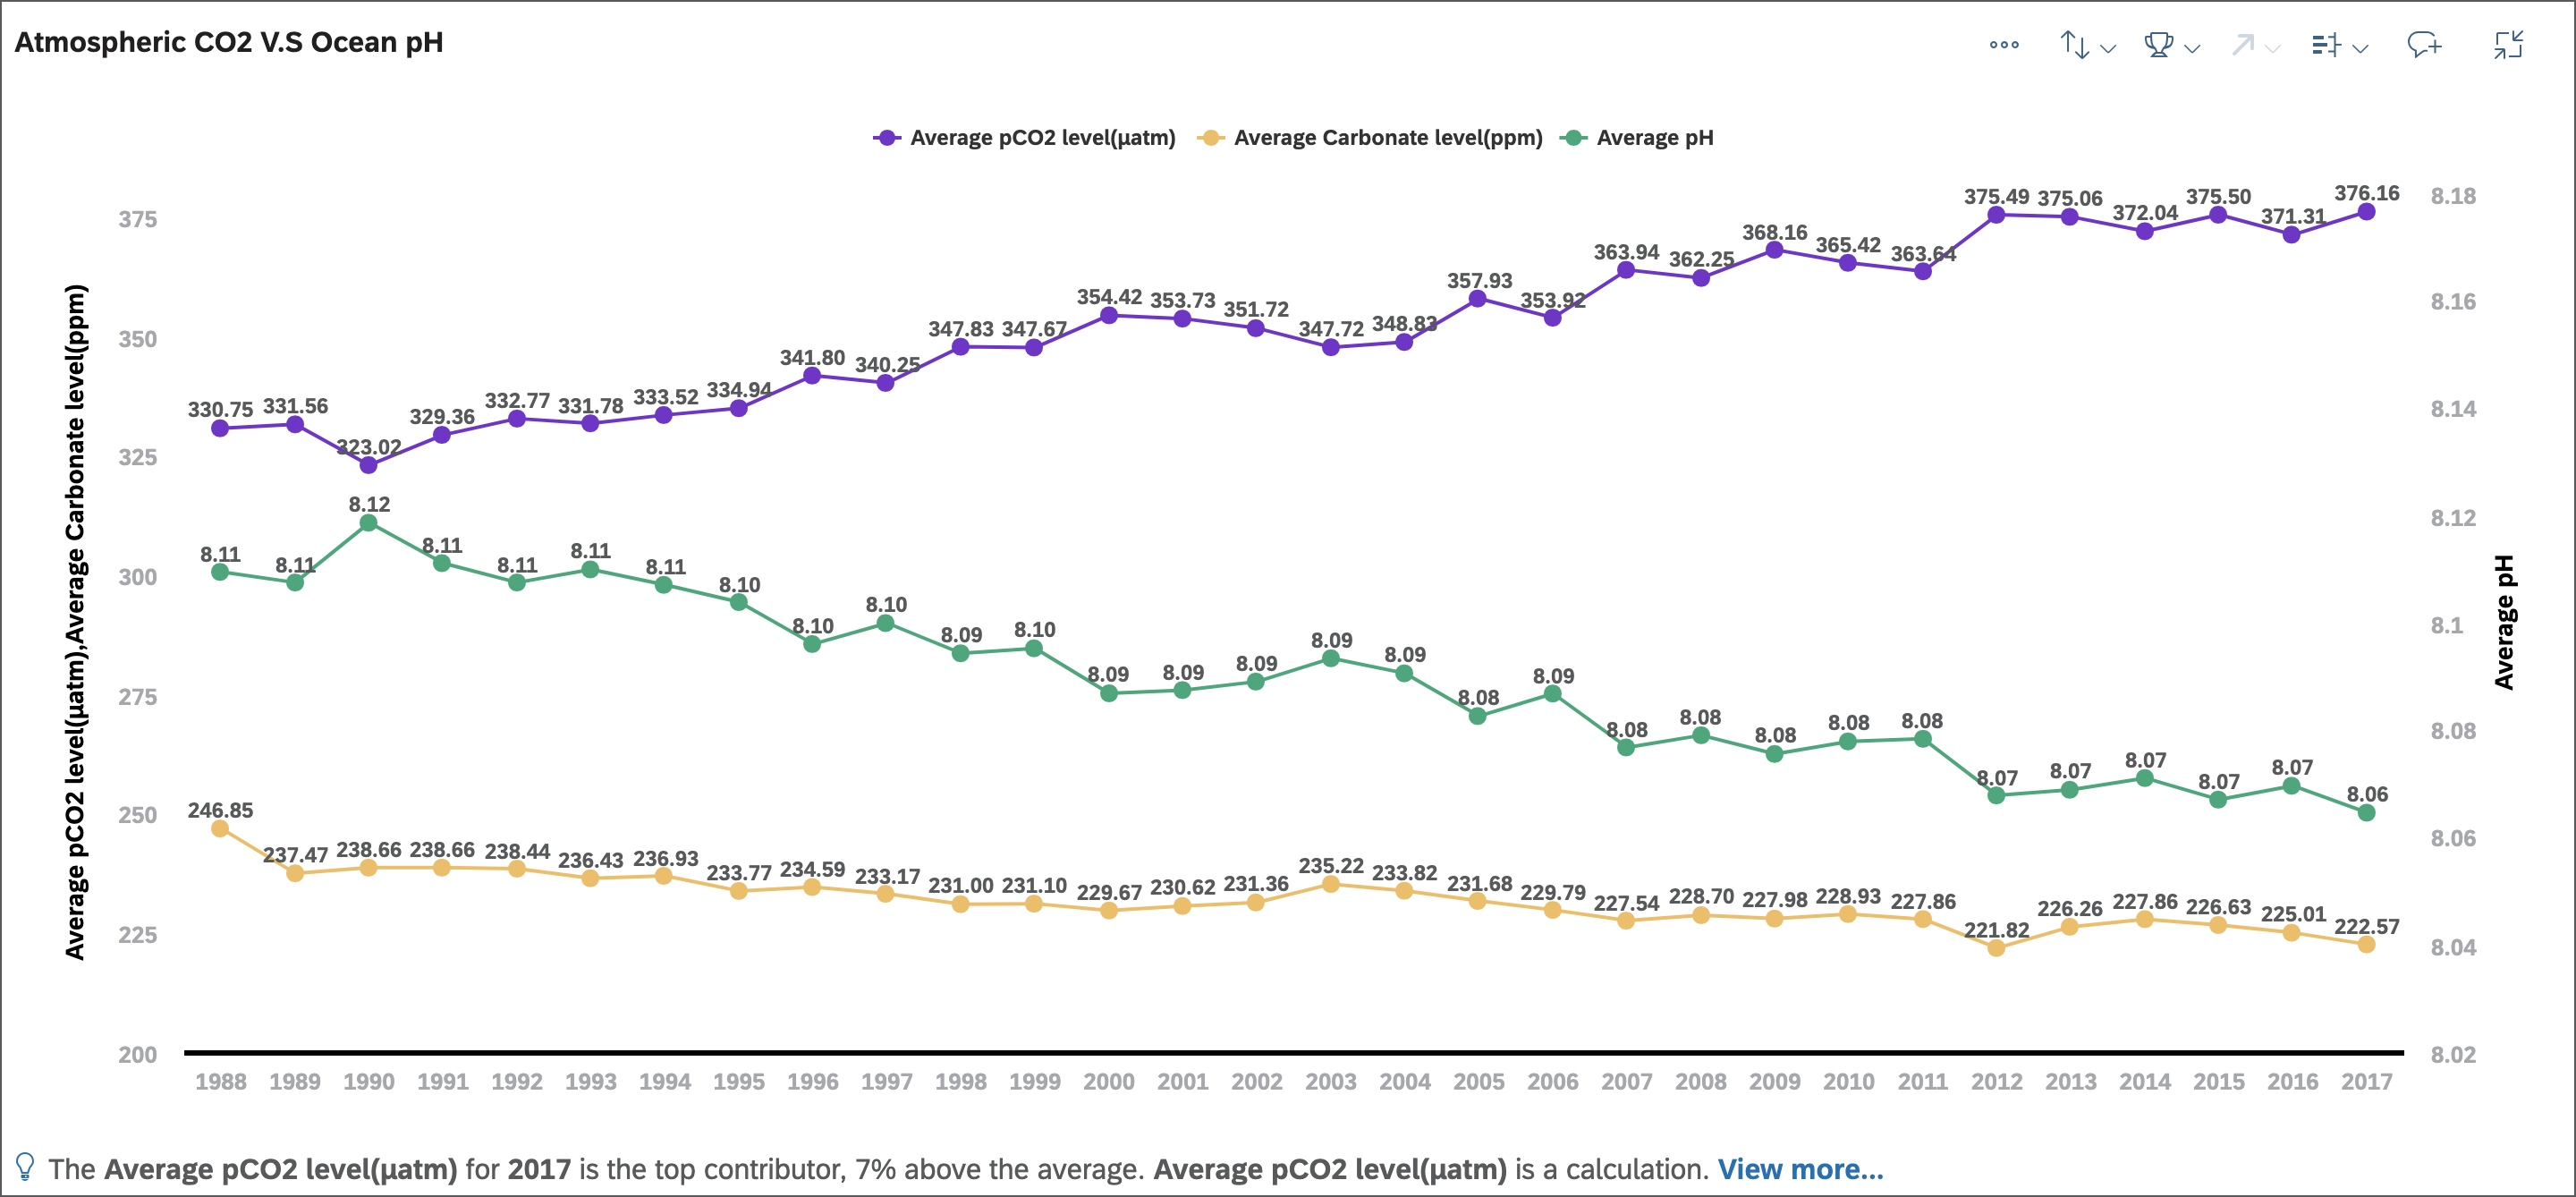 Atmospheric CO2 V.S Ocean pH
Average pCO2 level(µatm) Average Carbonate level(ppm) Average pH
Average pCO2 level(µatm),Average Carbonate level(ppm)
375
350
325
300
275
250
225
200
330.75 331.56 323.02 329.36 332.77 331.78 333.52 334.94 341.80 340.25 347.83 347.67 354.42 353.73 351.72 347.72 348.83 357.93 353.92 363.94 362.25 368.16 365.42 363.64 375.49 375.06 372.04 375.50 371.31 376.16
8.11 8.11 8.12 8.11 8.11 8.11 8.11 8.10 8.10 8.10 8.09 8.10 8.09 8.09 8.09 8.09 8.09 8.08 8.09 8.08 8.08 8.08 8.08 8.08 8.07 8.07 8.07 8.07 8.07 8.06
246.85 237.47 238.66 238.66 238.44 236.43 236.93 233.77 234.59 233.17 231.00 231.10 229.67 230.62 231.36 235.22 233.82 231.68 229.79 227.54 228.70 227.98 228.93 227.86 221.82 226.26 227.86 226.63 225.01 222.57
8.18
8.16
8.14
8.12
8.1
8.08
8.06
8.04
8.02
Average pH
1988 1989 1990 1991 1992 1993 1994 1995 1996 1997 1998 1999 2000 2001 2002 2003 2004 2005 2006 2007 2008 2009 2010 2011 2012 2013 2014 2015 2016 2017
The Average pCO2 level(µatm) for 2017 is the top contributor, 7% above the average. Average pCO2 level(µatm) is a calculation. View more...